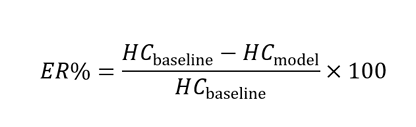 ER% = (HC_baseline − HC_model) / HC_baseline × 100